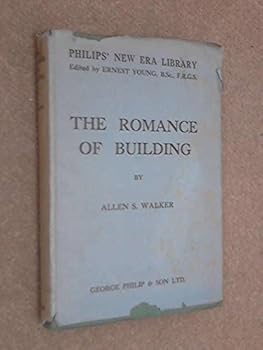 PHILIPS' NEW ERA LIBRARY
Edited by ERNEST YOUNG, B.Sc., F.R.G.S.
THE ROMANCE
OF BUILDING
BY
ALLEN S. WALKER
GEORGE PHILIP & SON LTD.